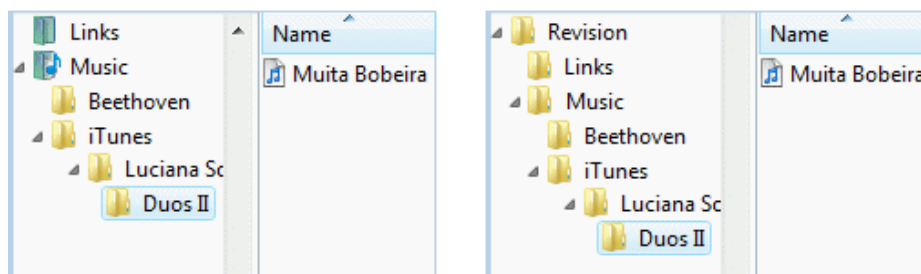 Links
Music
Beethoven
iTunes
Luciana Sc
Duos II
Name
Muita Bobeira
Revision
Links
Music
Beethoven
iTunes
Luciana Sc
Duos II
Name
Muita Bobeira